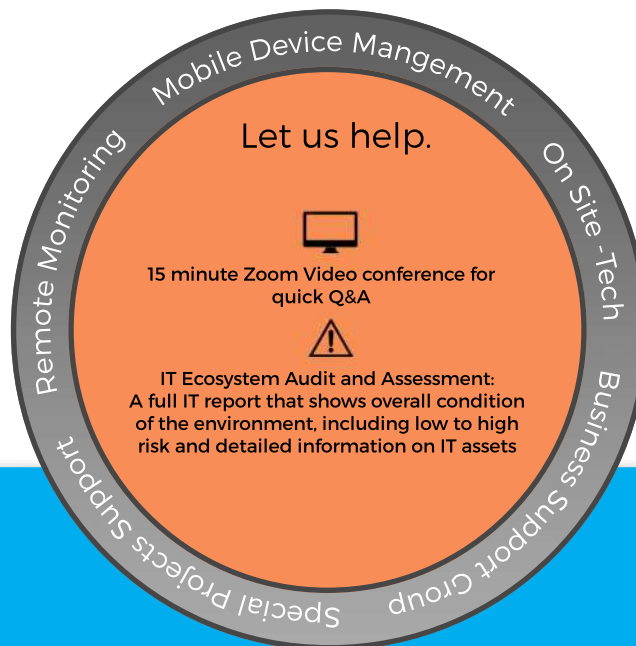 Mobile Device Mangement
On Site -Tech
Business Support Group
Special Projects Support
Remote Monitoring
Let us help.
15 minute Zoom Video conference for
quick Q&A
IT Ecosystem Audit and Assessment:
A full IT report that shows overall condition
of the environment, including low to high
risk and detailed information on IT assets